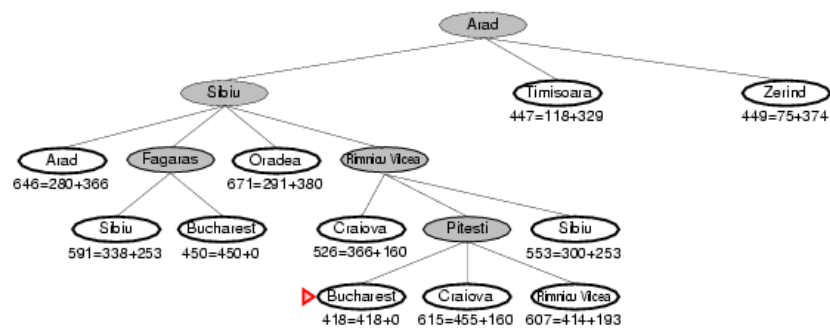 Arad
Sibiu
Timisoara
Zerind
447=118+329
449=75+374
Arad
Fagaras
Oradea
Rimnicu Vilcea
646=280+366
671=291+380
Sibiu
Bucharest
Craiova
Pitesti
Sibiu
591=338+253
450=450+0
526=366+160
553=300+253
Bucharest
Craiova
Rimnicu Vilcea
418=418+0
615=455+160
607=414+193